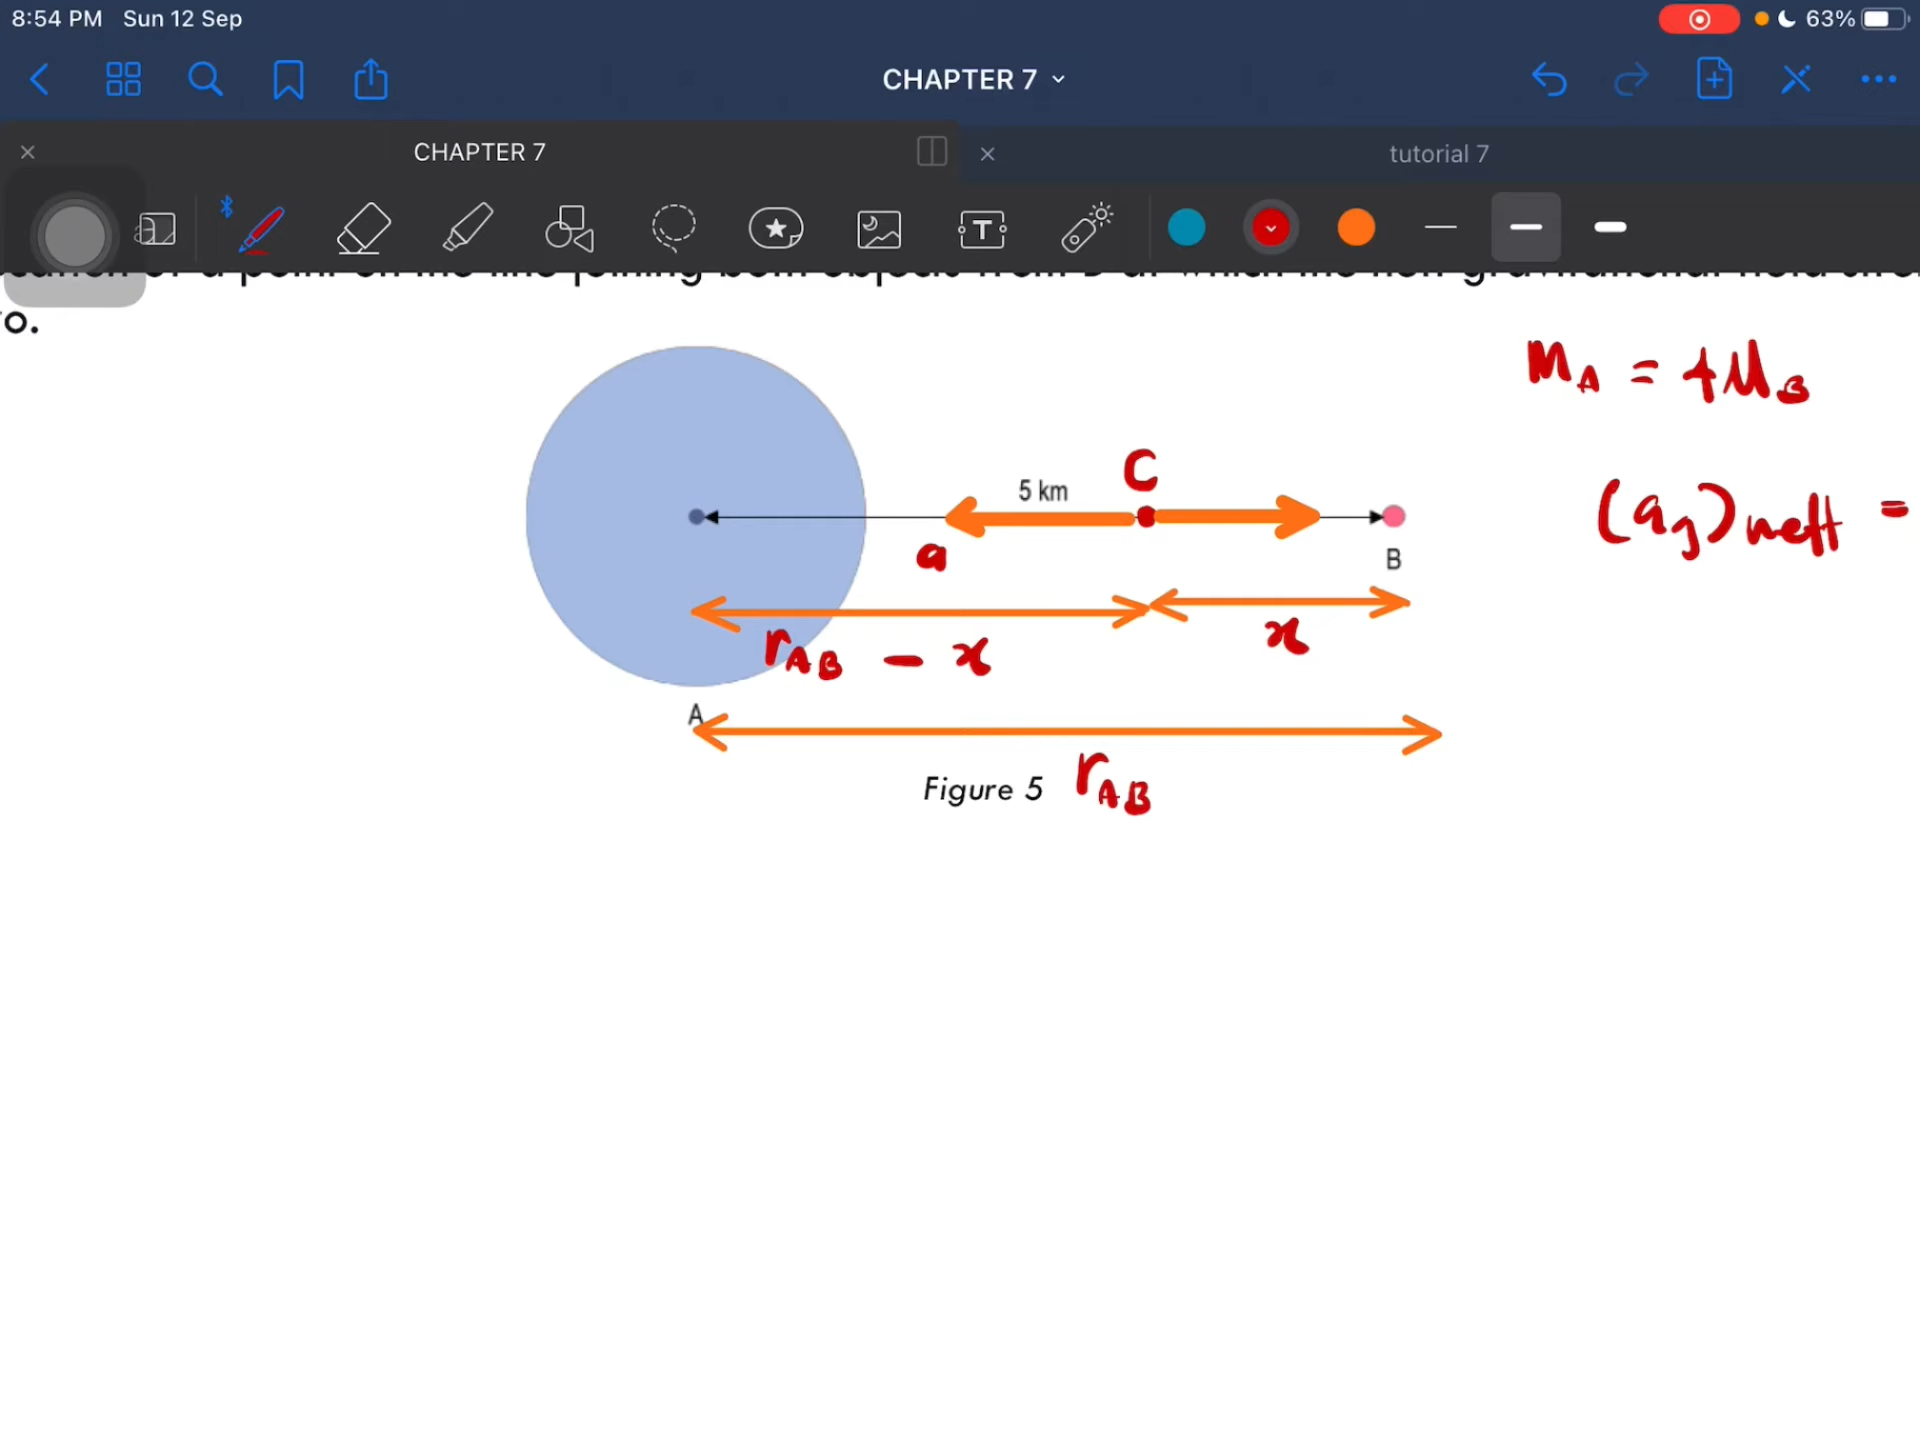 8:54 PM Sun 12 Sep 63%
CHAPTER 7
CHAPTER 7 tutorial 7
T
o.
M_A = 4M_B
C
5 km
(a_g)_nett =
a
B
r_AB - x
x
A
Figure 5 r_AB